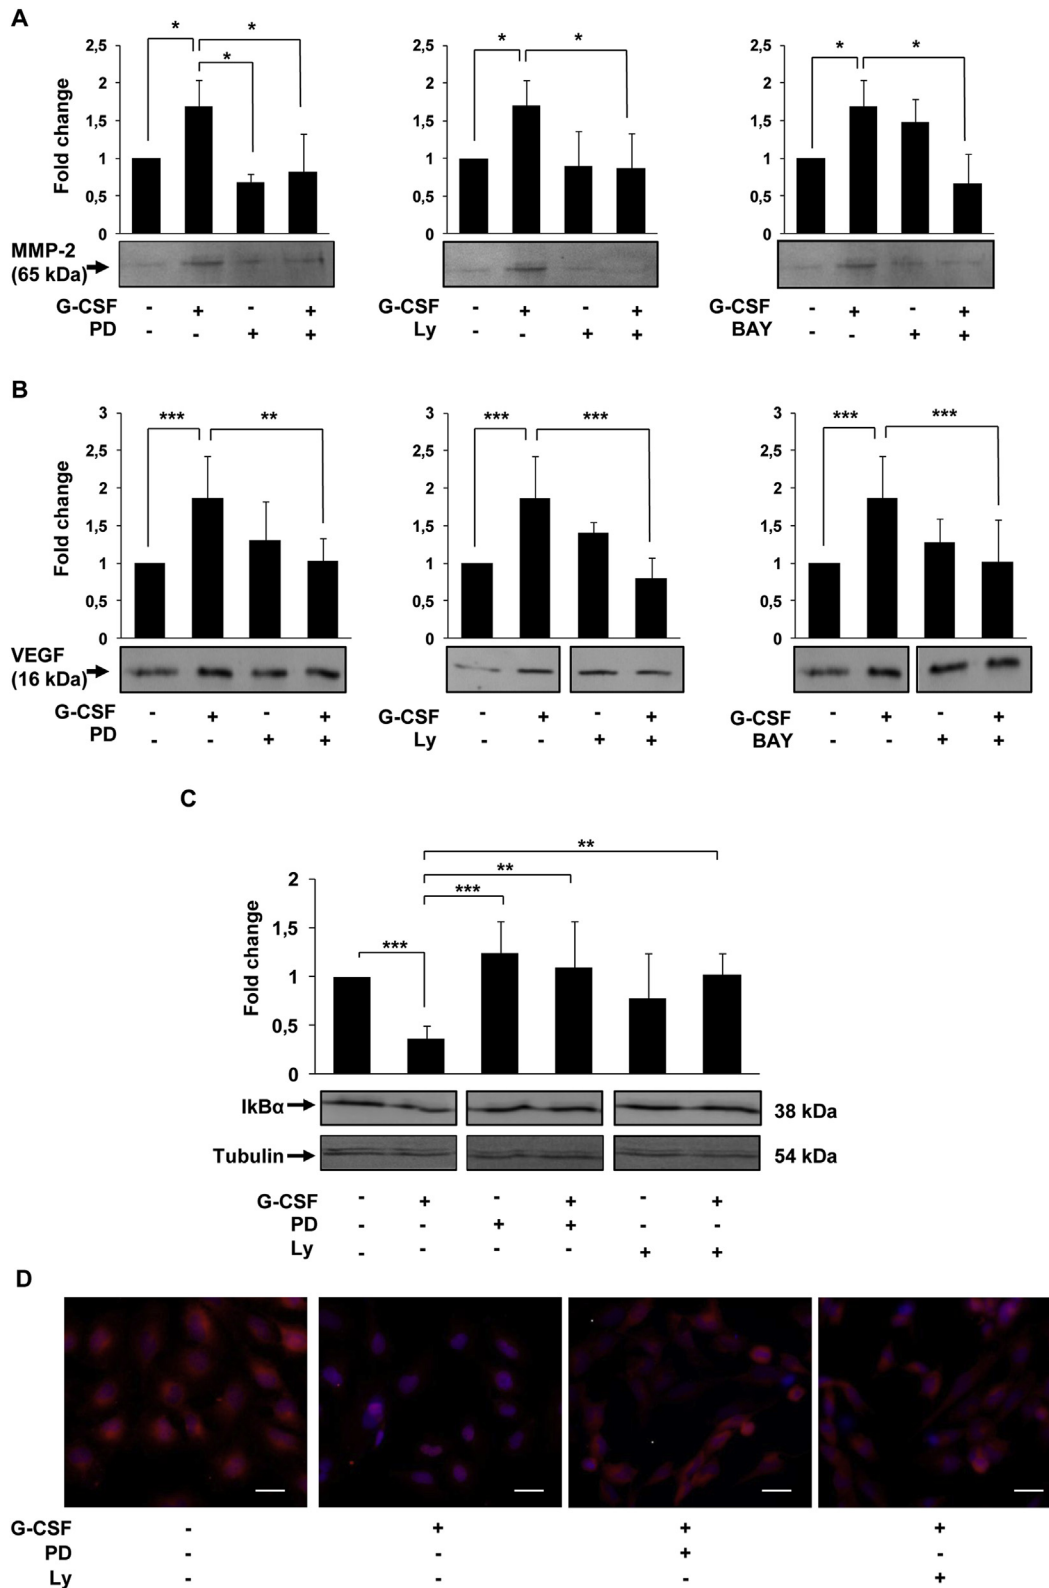 A
* * * * * * *
2,5 2,5 2,5
2 2 2
1,5 1,5 1,5
1 1 1
0,5 0,5 0,5
0 0 0
Fold change
MMP-2
(65 kDa)
G-CSF - + - + G-CSF - + - + G-CSF - + - +
PD - - + + Ly - - + + BAY - - + +
B
*** ** *** *** *** ***
3 3 3
2,5 2,5 2,5
2 2 2
1,5 1,5 1,5
1 1 1
0,5 0,5 0,5
0 0 0
Fold change
VEGF
(16 kDa)
G-CSF - + - + G-CSF - + - + G-CSF - + - +
PD - - + + Ly - - + + BAY - - + +
C
**
**
***
***
2
1,5
1
0,5
0
Fold change
IkBα 38 kDa
Tubulin 54 kDa
G-CSF - + - + - +
PD - - + + - -
Ly - - - - + +
D
G-CSF - + + +
PD - - + -
Ly - - - +